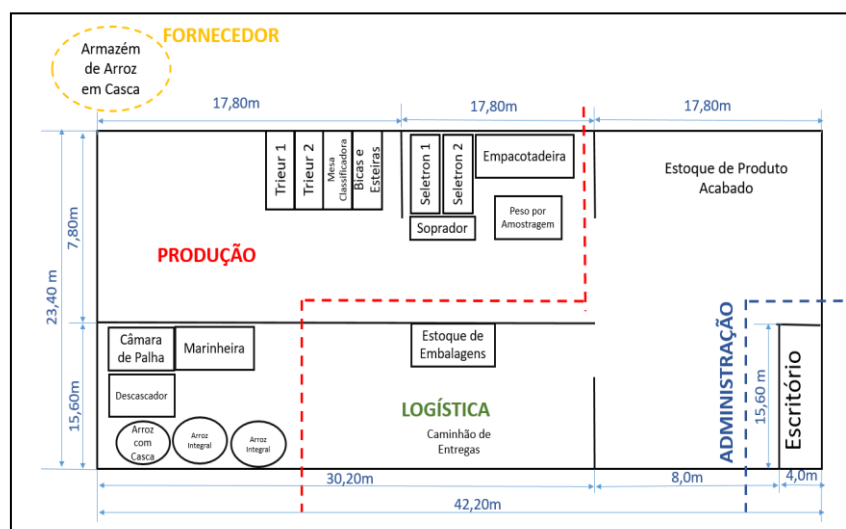 FORNECEDOR
Armazém
de Arroz
em Casca
17,80m
17,80m
17,80m
Trieur 1
Trieur 2
Mesa
Classificadora
Bicas e
Esteiras
Seletron 1
Seletron 2
Empacotadeira
Estoque de Produto
Acabado
Soprador
Peso por
Amostragem
7,80m
23,40 m
PRODUÇÃO
Câmara
de Palha
Marinheira
Estoque de
Embalagens
Descascador
15,60m
LOGÍSTICA
ADMINISTRAÇÃO
15,60 m
Escritório
Arroz
com
Casca
Arroz
Integral
Arroz
Integral
Caminhão de
Entregas
30,20m
8,0m
4,0m
42,20m